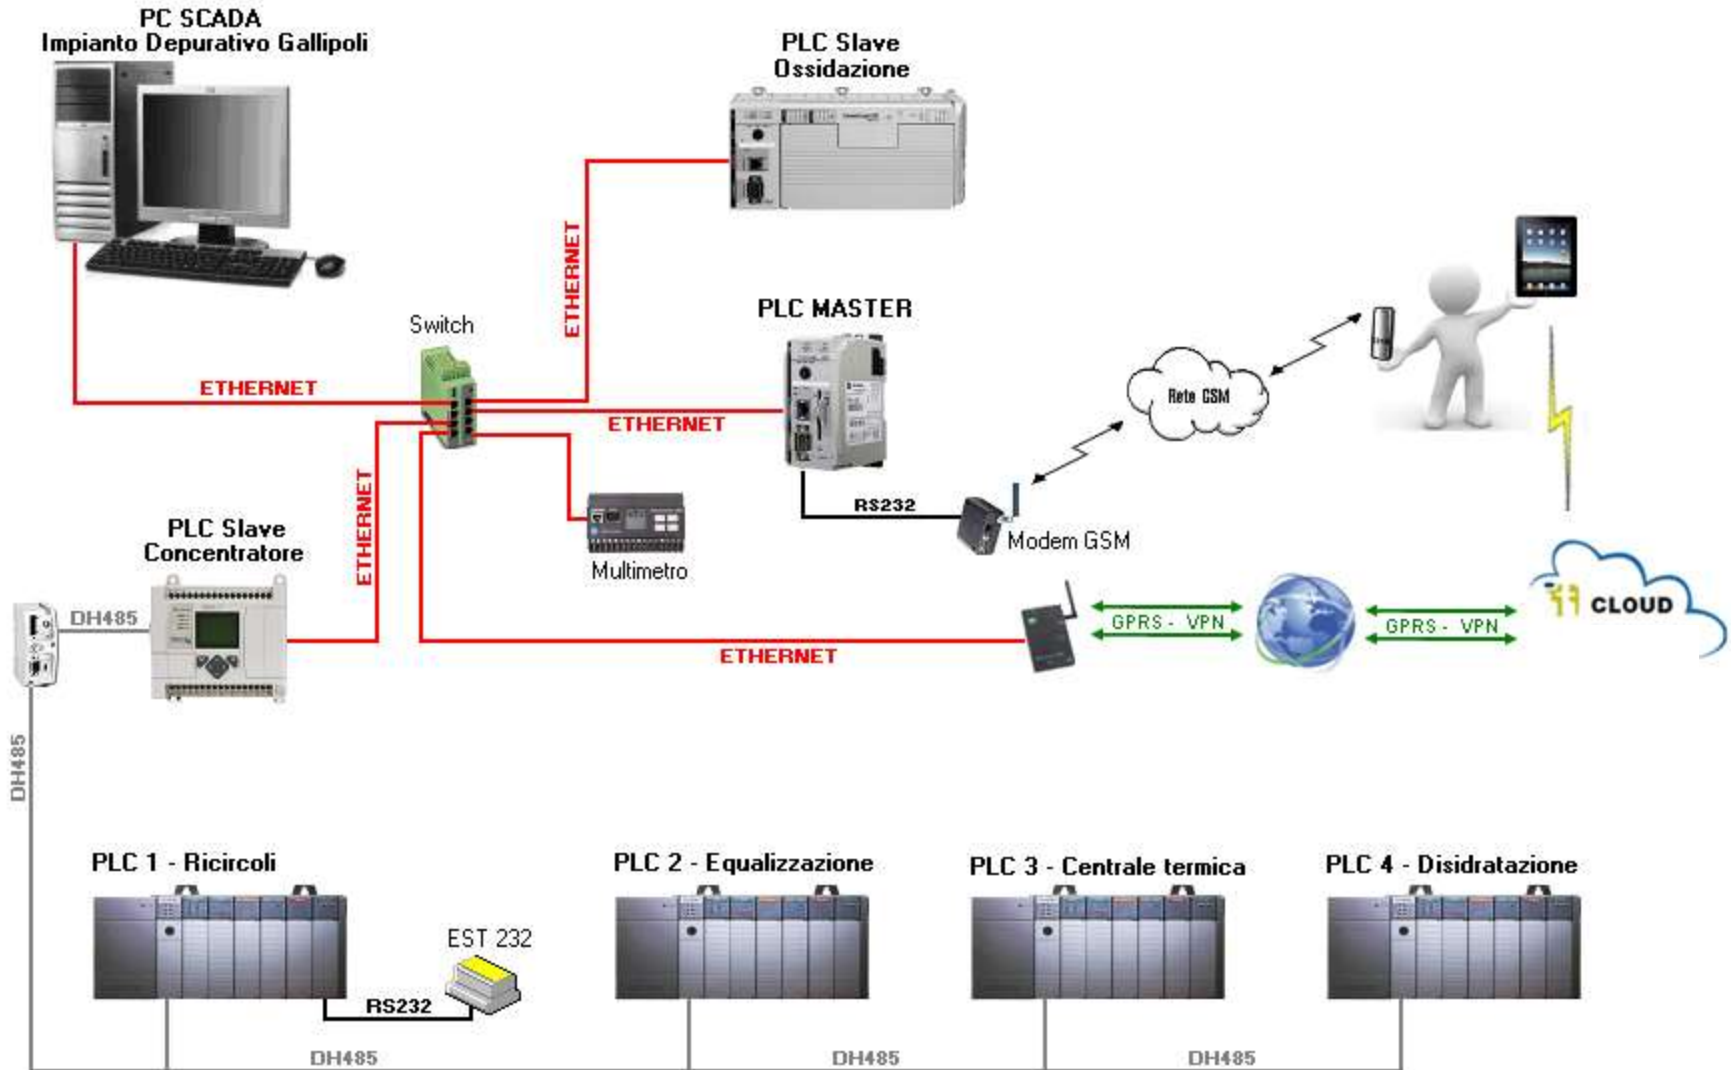 PC SCADA
Impianto Depurativo Gallipoli
PLC Slave
Ossidazione
ETHERNET
PLC MASTER
Switch
ETHERNET
ETHERNET
Rete GSM
RS232
Modem GSM
ETHERNET
Multimetro
PLC Slave
Concentratore
DH485
ETHERNET
GPRS - VPN
GPRS - VPN
CLOUD
DH485
PLC 1 - Ricircoli
PLC 2 - Equalizzazione
PLC 3 - Centrale termica
PLC 4 - Disidratazione
EST 232
RS232
DH485
DH485
DH485